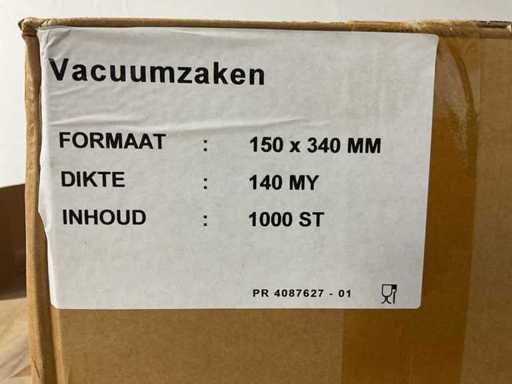 Vacuumzaken
FORMAAT : 150 x 340 MM
DIKTE : 140 MY
INHOUD : 1000 ST
PR 4087627 - 01